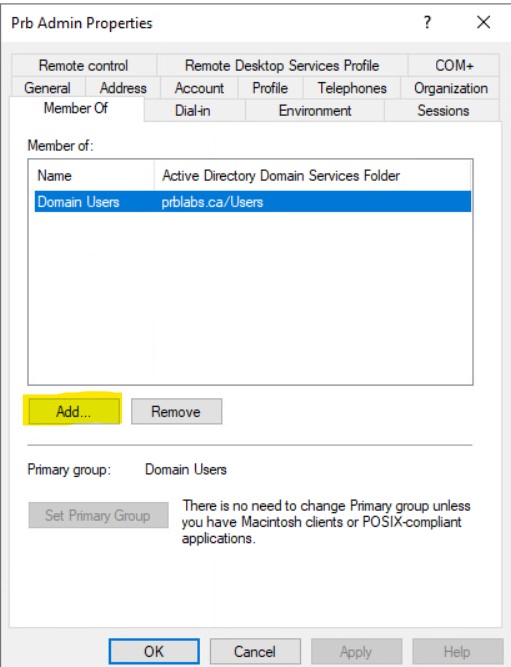 Prb Admin Properties ? ×
Remote control Remote Desktop Services Profile COM+
General Address Account Profile Telephones Organization
Member Of Dial-in Environment Sessions
Member of:
Name Active Directory Domain Services Folder
Domain Users prblabs.ca/Users
Add... Remove
Primary group: Domain Users
Set Primary Group There is no need to change Primary group unless
you have Macintosh clients or POSIX-compliant
applications.
OK Cancel Apply Help